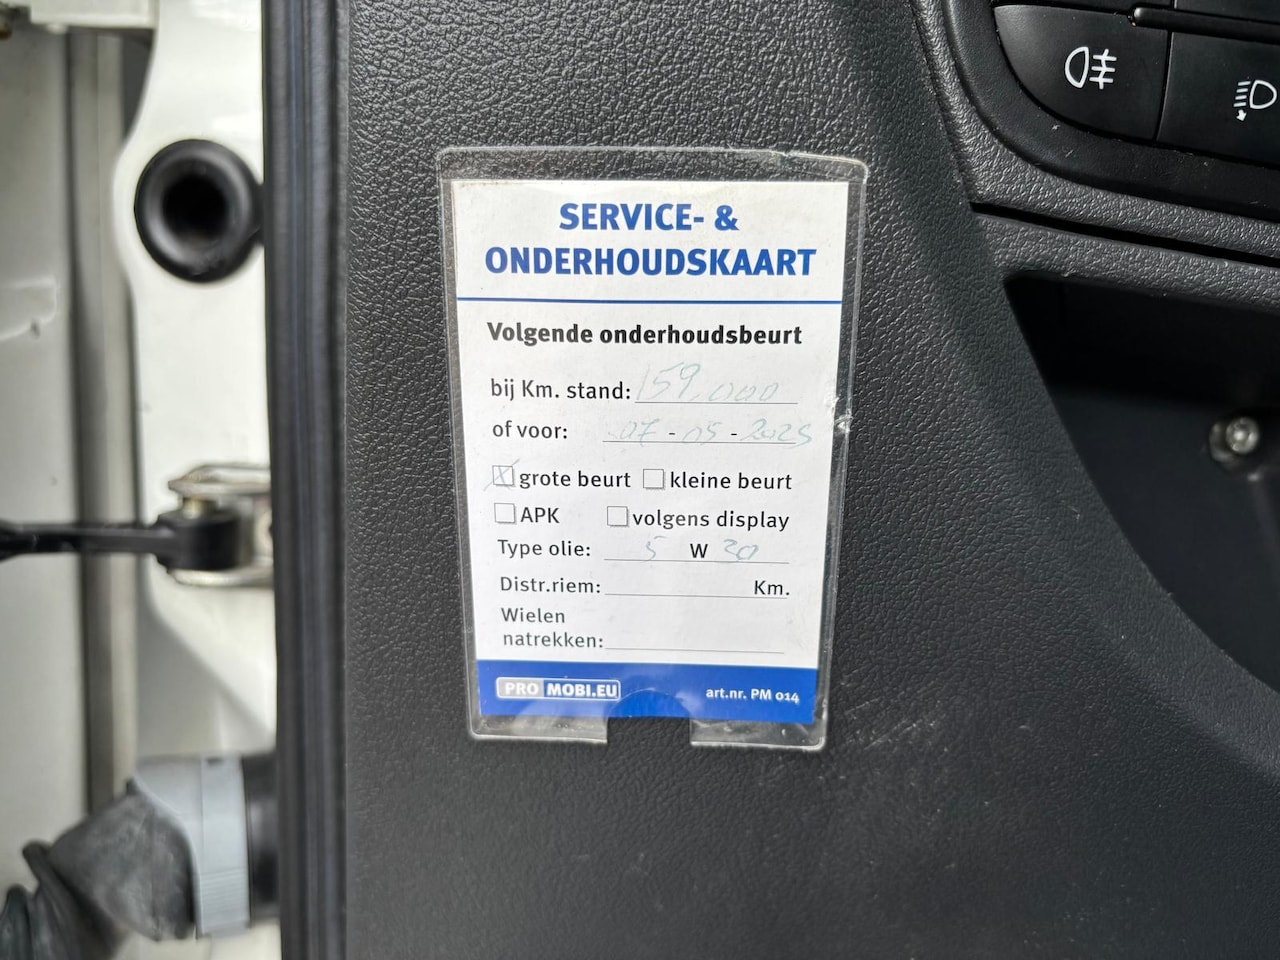 SERVICE- &
ONDERHOUDSKAART
Volgende onderhoudsbeurt
bij Km. stand: 159.000
of voor: 07 - 05 - 2025
grote beurt kleine beurt
APK volgens display
Type olie: 5 W 30
Distr.riem: Km.
Wielen
natrekken:
PRO MOBI.EU art.nr. PM 014